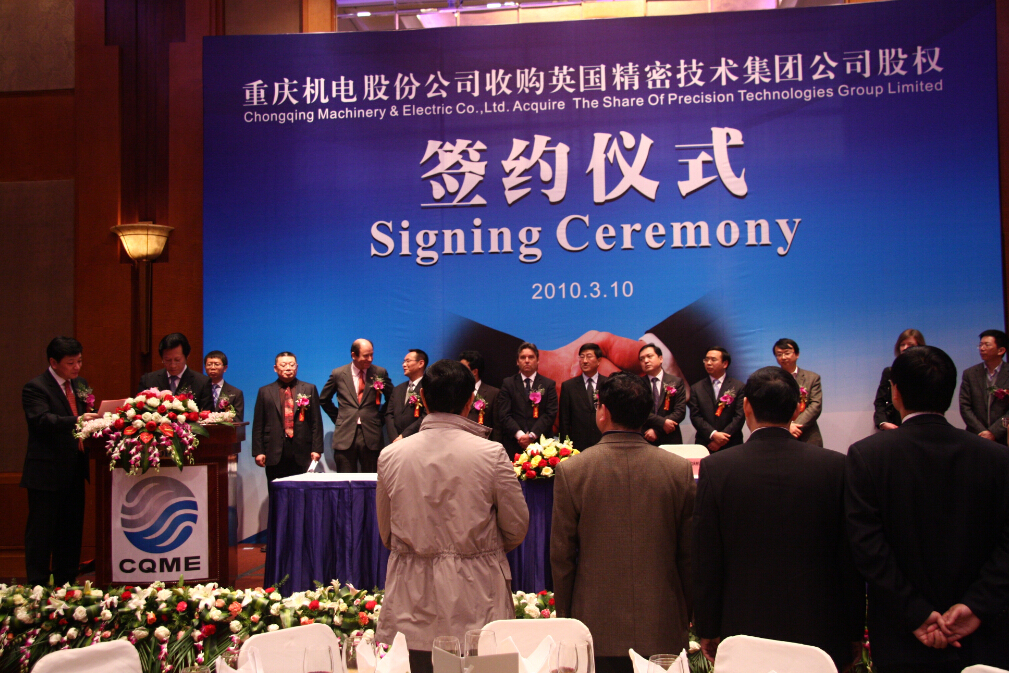 重庆机电股份公司收购英国精密技术集团公司股权
Chongqing Machinery & Electric Co.,Ltd. Acquire The Share Of Precision Technologies Group Limited
签约仪式
Signing Ceremony
2010.3.10
CQME